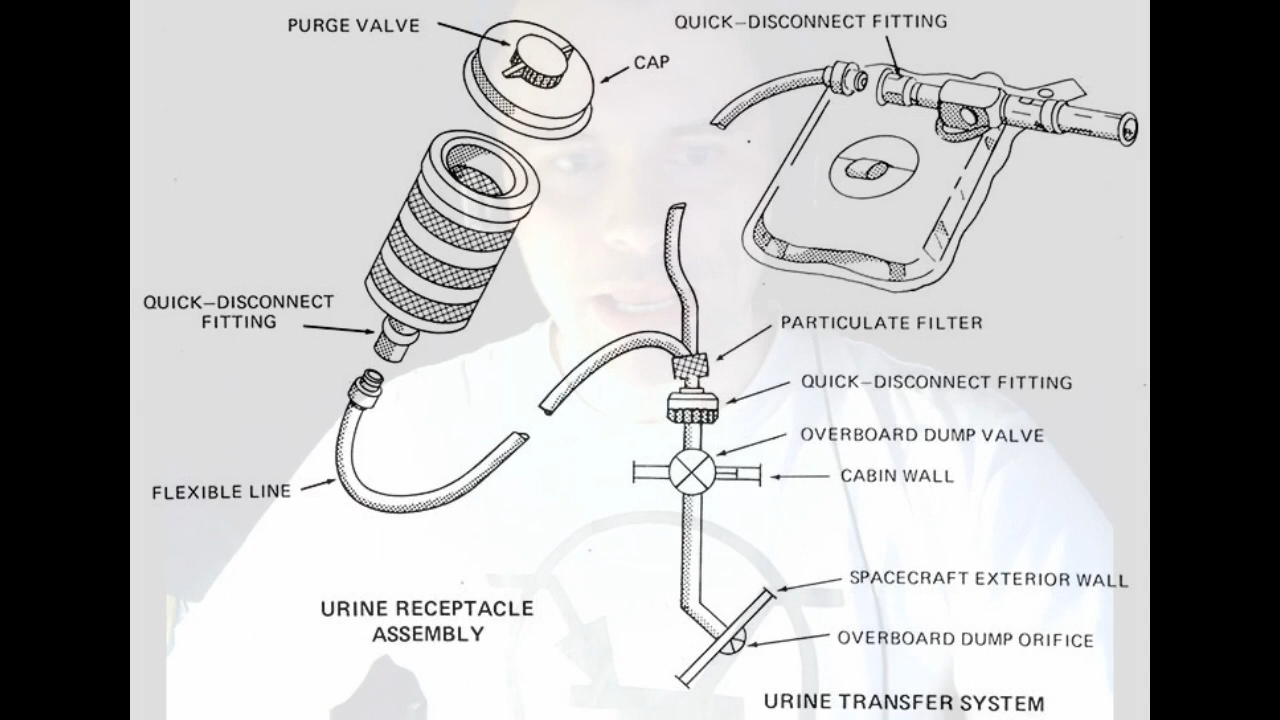 PURGE VALVE
CAP
QUICK–DISCONNECT FITTING
QUICK–DISCONNECT
FITTING
FLEXIBLE LINE
PARTICULATE FILTER
QUICK–DISCONNECT FITTING
OVERBOARD DUMP VALVE
CABIN WALL
SPACECRAFT EXTERIOR WALL
OVERBOARD DUMP ORIFICE
URINE RECEPTACLE
ASSEMBLY
URINE TRANSFER SYSTEM